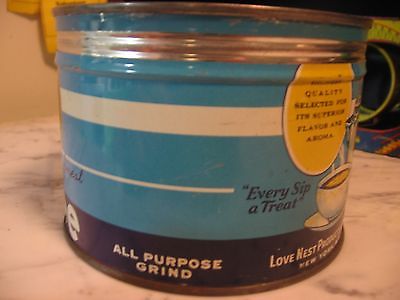 QUALITY
SELECTED FOR
ITS SUPERIOR
FLAVOR AND
AROMA.
"Every Sip
a Treat"
ALL PURPOSE
GRIND
LOVE NEST
NEW YORK